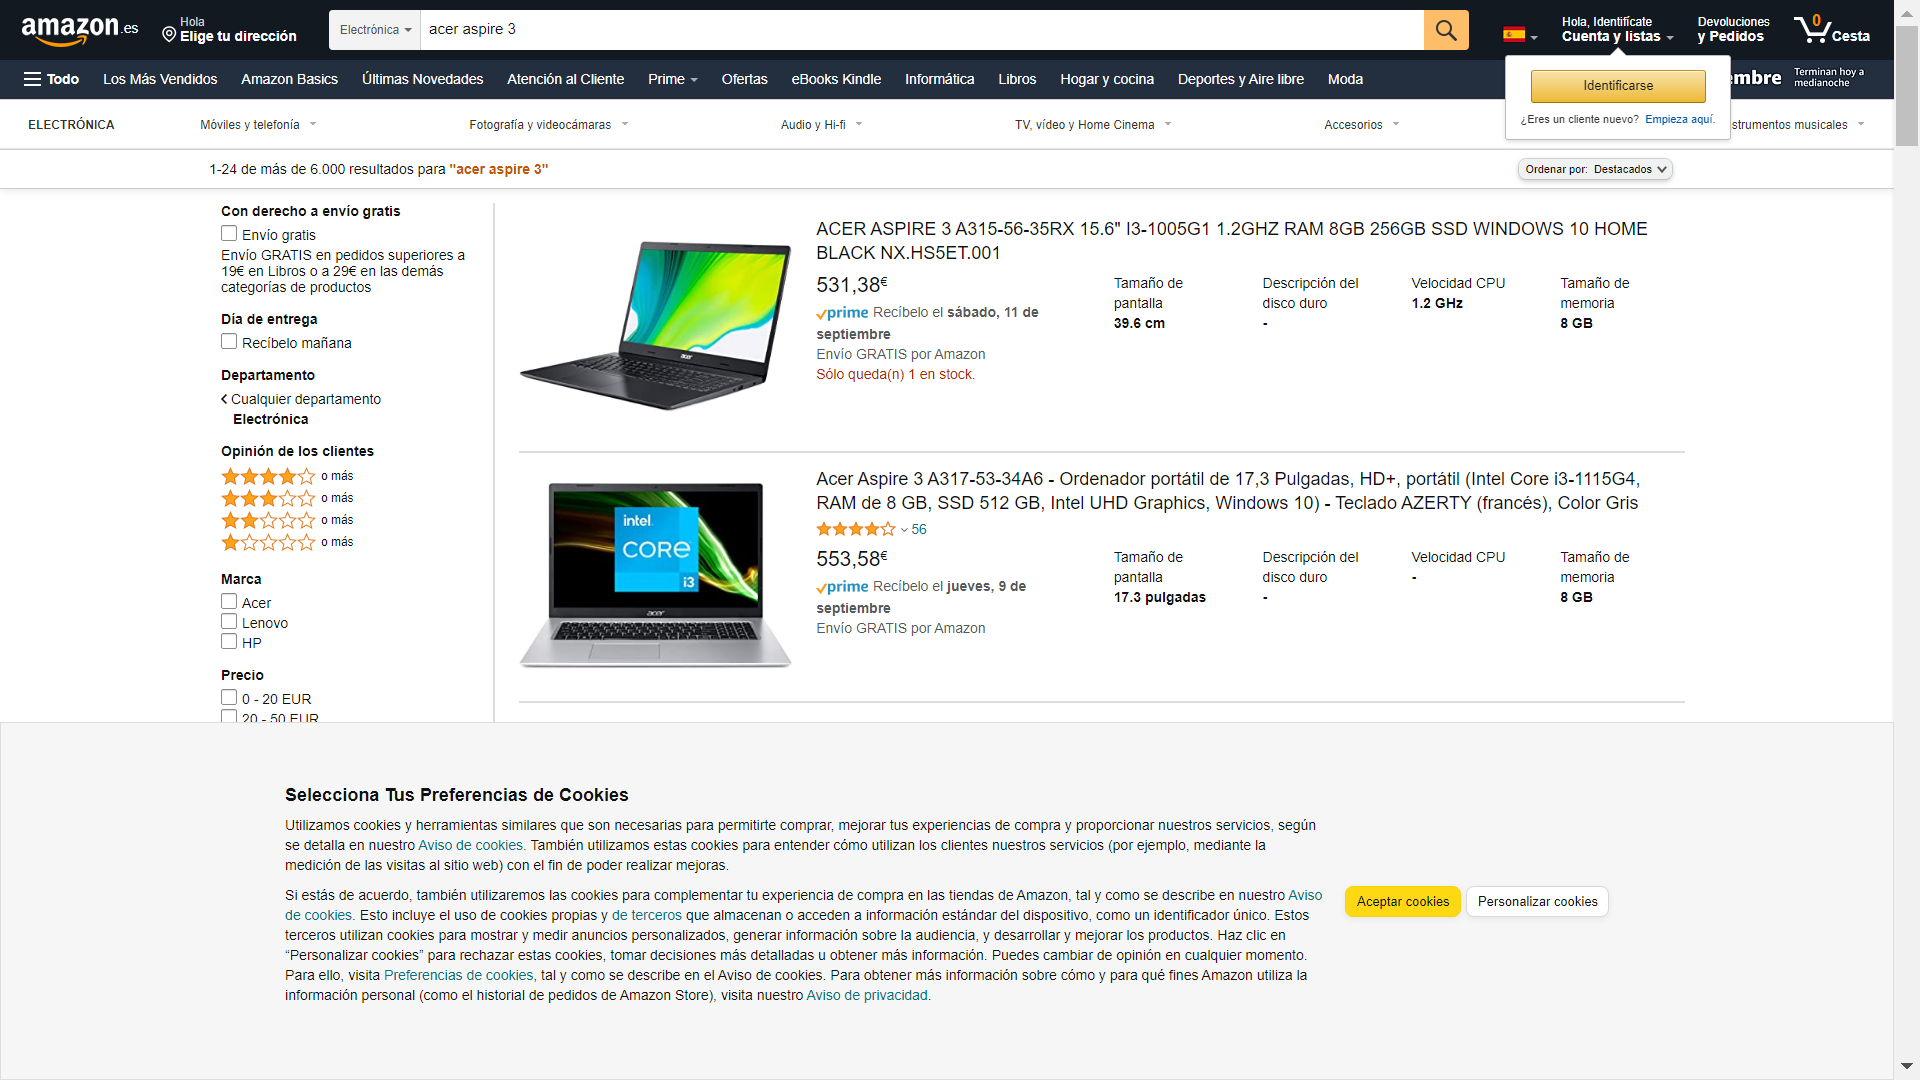 amazon.es
Hola
Elige tu dirección
Electrónica
acer aspire 3
Hola, Identifícate
Cuenta y listas
Devoluciones
y Pedidos
0
Cesta
Todo
Los Más Vendidos
Amazon Basics
Últimas Novedades
Atención al Cliente
Prime
Ofertas
eBooks Kindle
Informática
Libros
Hogar y cocina
Deportes y Aire libre
Moda
Identificarse
¿Eres un cliente nuevo? Empieza aquí.
embre
Terminan hoy a
medianoche
ELECTRÓNICA
Móviles y telefonía
Fotografía y videocámaras
Audio y Hi-fi
TV, vídeo y Home Cinema
Accesorios
strumentos musicales
1-24 de más de 6.000 resultados para "acer aspire 3"
Ordenar por: Destacados
Con derecho a envío gratis
Envío gratis
Envío GRATIS en pedidos superiores a
19€ en Libros o a 29€ en las demás
categorías de productos
Día de entrega
Recíbelo mañana
Departamento
Cualquier departamento
Electrónica
Opinión de los clientes
o más
o más
o más
o más
Marca
Acer
Lenovo
HP
Precio
0 - 20 EUR
20 - 50 EUR
acer
ACER ASPIRE 3 A315-56-35RX 15.6" I3-1005G1 1.2GHZ RAM 8GB 256GB SSD WINDOWS 10 HOME
BLACK NX.HS5ET.001
531,38€
prime Recíbelo el sábado, 11 de
septiembre
Envío GRATIS por Amazon
Sólo queda(n) 1 en stock.
Tamaño de
pantalla
39.6 cm
Descripción del
disco duro
-
Velocidad CPU
1.2 GHz
Tamaño de
memoria
8 GB
intel
CORE
i3
acer
Acer Aspire 3 A317-53-34A6 - Ordenador portátil de 17,3 Pulgadas, HD+, portátil (Intel Core i3-1115G4,
RAM de 8 GB, SSD 512 GB, Intel UHD Graphics, Windows 10) - Teclado AZERTY (francés), Color Gris
56
553,58€
prime Recíbelo el jueves, 9 de
septiembre
Envío GRATIS por Amazon
Tamaño de
pantalla
17.3 pulgadas
Descripción del
disco duro
-
Velocidad CPU
-
Tamaño de
memoria
8 GB
Selecciona Tus Preferencias de Cookies
Utilizamos cookies y herramientas similares que son necesarias para permitirte comprar, mejorar tus experiencias de compra y proporcionar nuestros servicios, según
se detalla en nuestro Aviso de cookies. También utilizamos estas cookies para entender cómo utilizan los clientes nuestros servicios (por ejemplo, mediante la
medición de las visitas al sitio web) con el fin de poder realizar mejoras.
Si estás de acuerdo, también utilizaremos las cookies para complementar tu experiencia de compra en las tiendas de Amazon, tal y como se describe en nuestro Aviso
de cookies. Esto incluye el uso de cookies propias y de terceros que almacenan o acceden a información estándar del dispositivo, como un identificador único. Estos
terceros utilizan cookies para mostrar y medir anuncios personalizados, generar información sobre la audiencia, y desarrollar y mejorar los productos. Haz clic en
“Personalizar cookies” para rechazar estas cookies, tomar decisiones más detalladas u obtener más información. Puedes cambiar de opinión en cualquier momento.
Para ello, visita Preferencias de cookies, tal y como se describe en el Aviso de cookies. Para obtener más información sobre cómo y para qué fines Amazon utiliza la
información personal (como el historial de pedidos de Amazon Store), visita nuestro Aviso de privacidad.
Aceptar cookies
Personalizar cookies